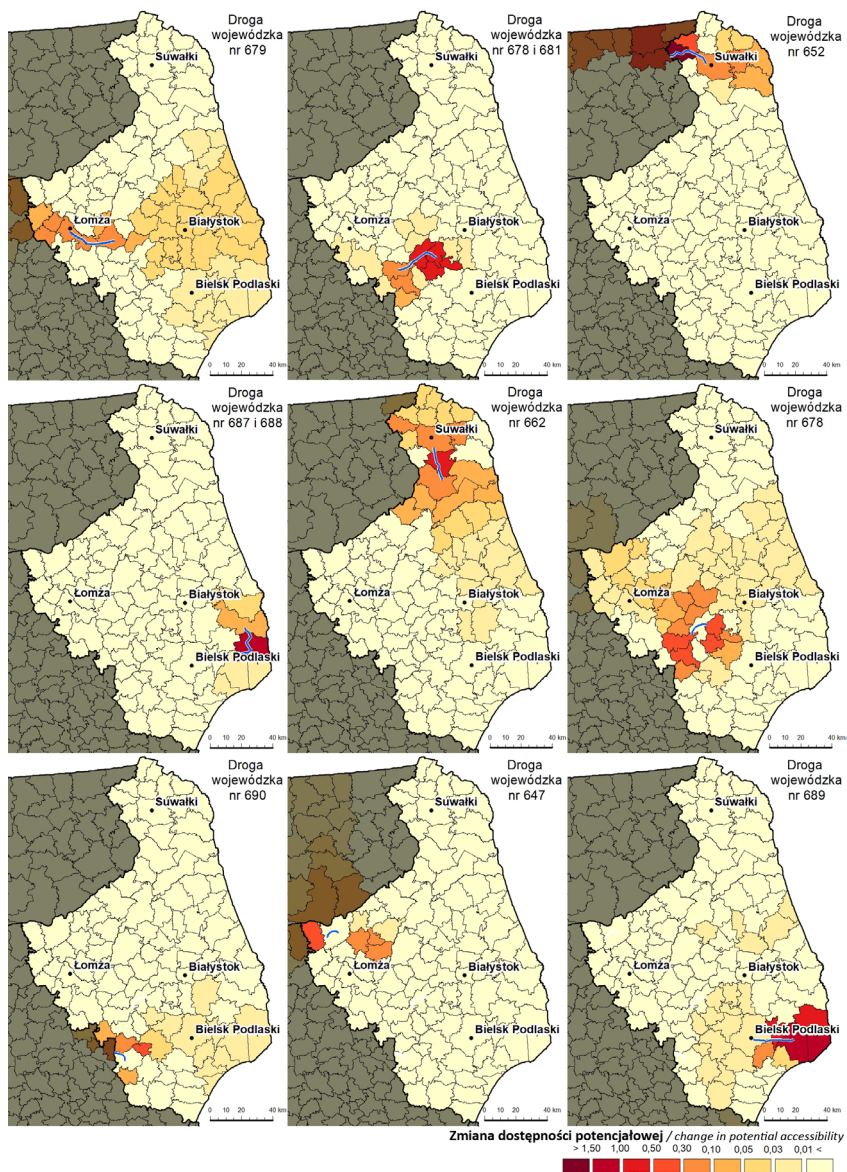 Droga
wojewódzka
nr 679
Suwałki
Łomża
Białystok
Bielsk Podlaski
0 10 20 40 km
Droga
wojewódzka
nr 678 i 681
Suwałki
Łomża
Białystok
Bielsk Podlaski
0 10 20 40 km
Droga
wojewódzka
nr 652
Suwałki
Łomża
Białystok
Bielsk Podlaski
0 10 20 40 km
Droga
wojewódzka
nr 687 i 688
Suwałki
Łomża
Białystok
Bielsk Podlaski
0 10 20 40 km
Droga
wojewódzka
nr 662
Suwałki
Łomża
Białystok
Bielsk Podlaski
0 10 20 40 km
Droga
wojewódzka
nr 678
Suwałki
Łomża
Białystok
Bielsk Podlaski
0 10 20 40 km
Droga
wojewódzka
nr 690
Suwałki
Łomża
Białystok
Bielsk Podlaski
0 10 20 40 km
Droga
wojewódzka
nr 647
Suwałki
Łomża
Białystok
Bielsk Podlaski
0 10 20 40 km
Droga
wojewódzka
nr 689
Suwałki
Łomża
Białystok
Bielsk Podlaski
0 10 20 40 km
Zmiana dostępności potencjałowej / change in potential accessibility
> 1,50 1,00 0,50 0,30 0,10 0,05 0,03 0,01 <